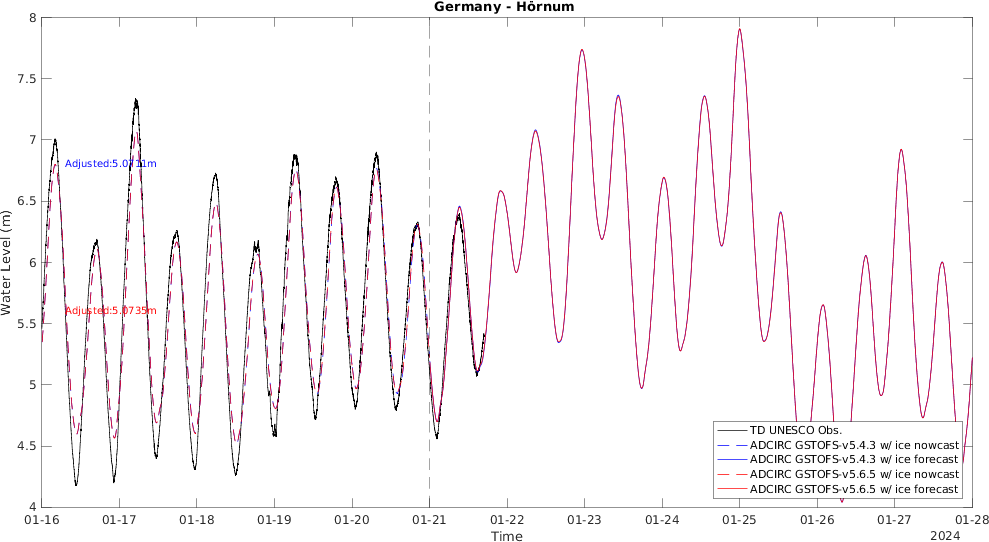 Germany - Hörnum
8
7.5
7
6.5
6
5.5
5
4.5
4
Water Level (m)
Adjusted:5.0711m
Adjusted:5.0735m
TD UNESCO Obs.
ADCIRC GSTOFS-v5.4.3 w/ ice nowcast
ADCIRC GSTOFS-v5.4.3 w/ ice forecast
ADCIRC GSTOFS-v5.6.5 w/ ice nowcast
ADCIRC GSTOFS-v5.6.5 w/ ice forecast
01-16 01-17 01-18 01-19 01-20 01-21 01-22 01-23 01-24 01-25 01-26 01-27 01-28
Time
2024